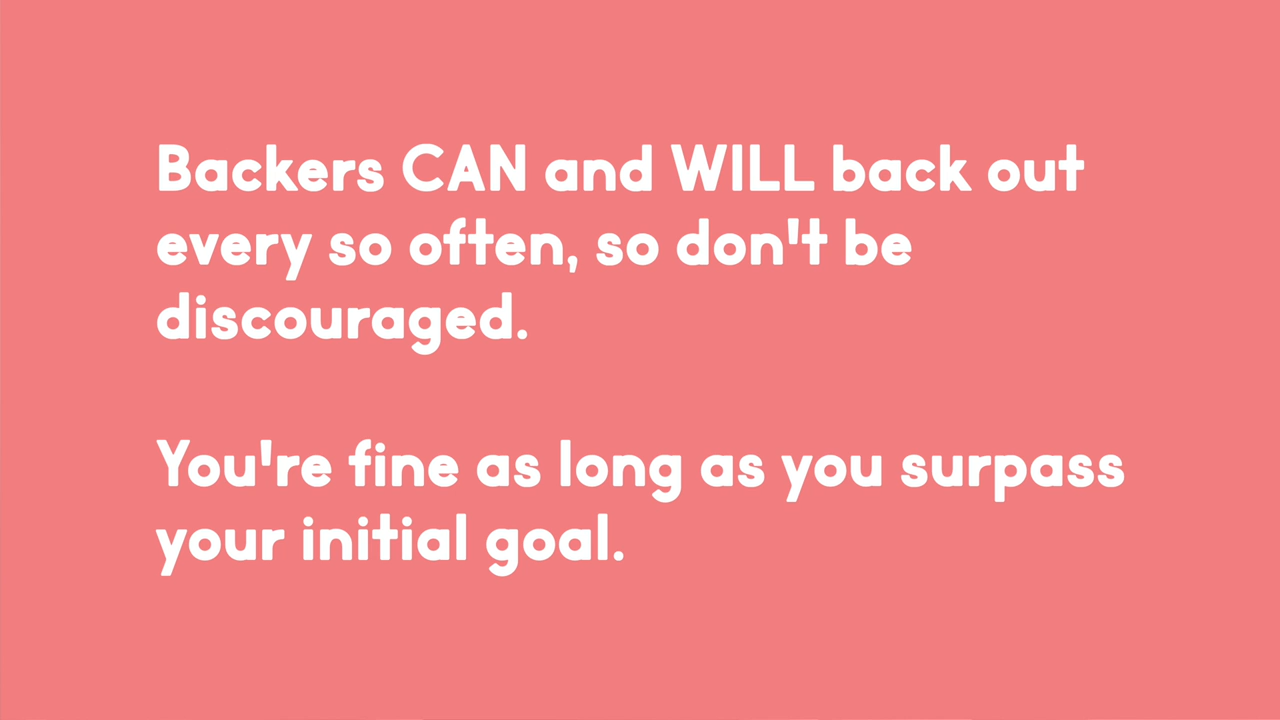 Backers CAN and WILL back out
every so often, so don't be
discouraged.
You're fine as long as you surpass
your initial goal.